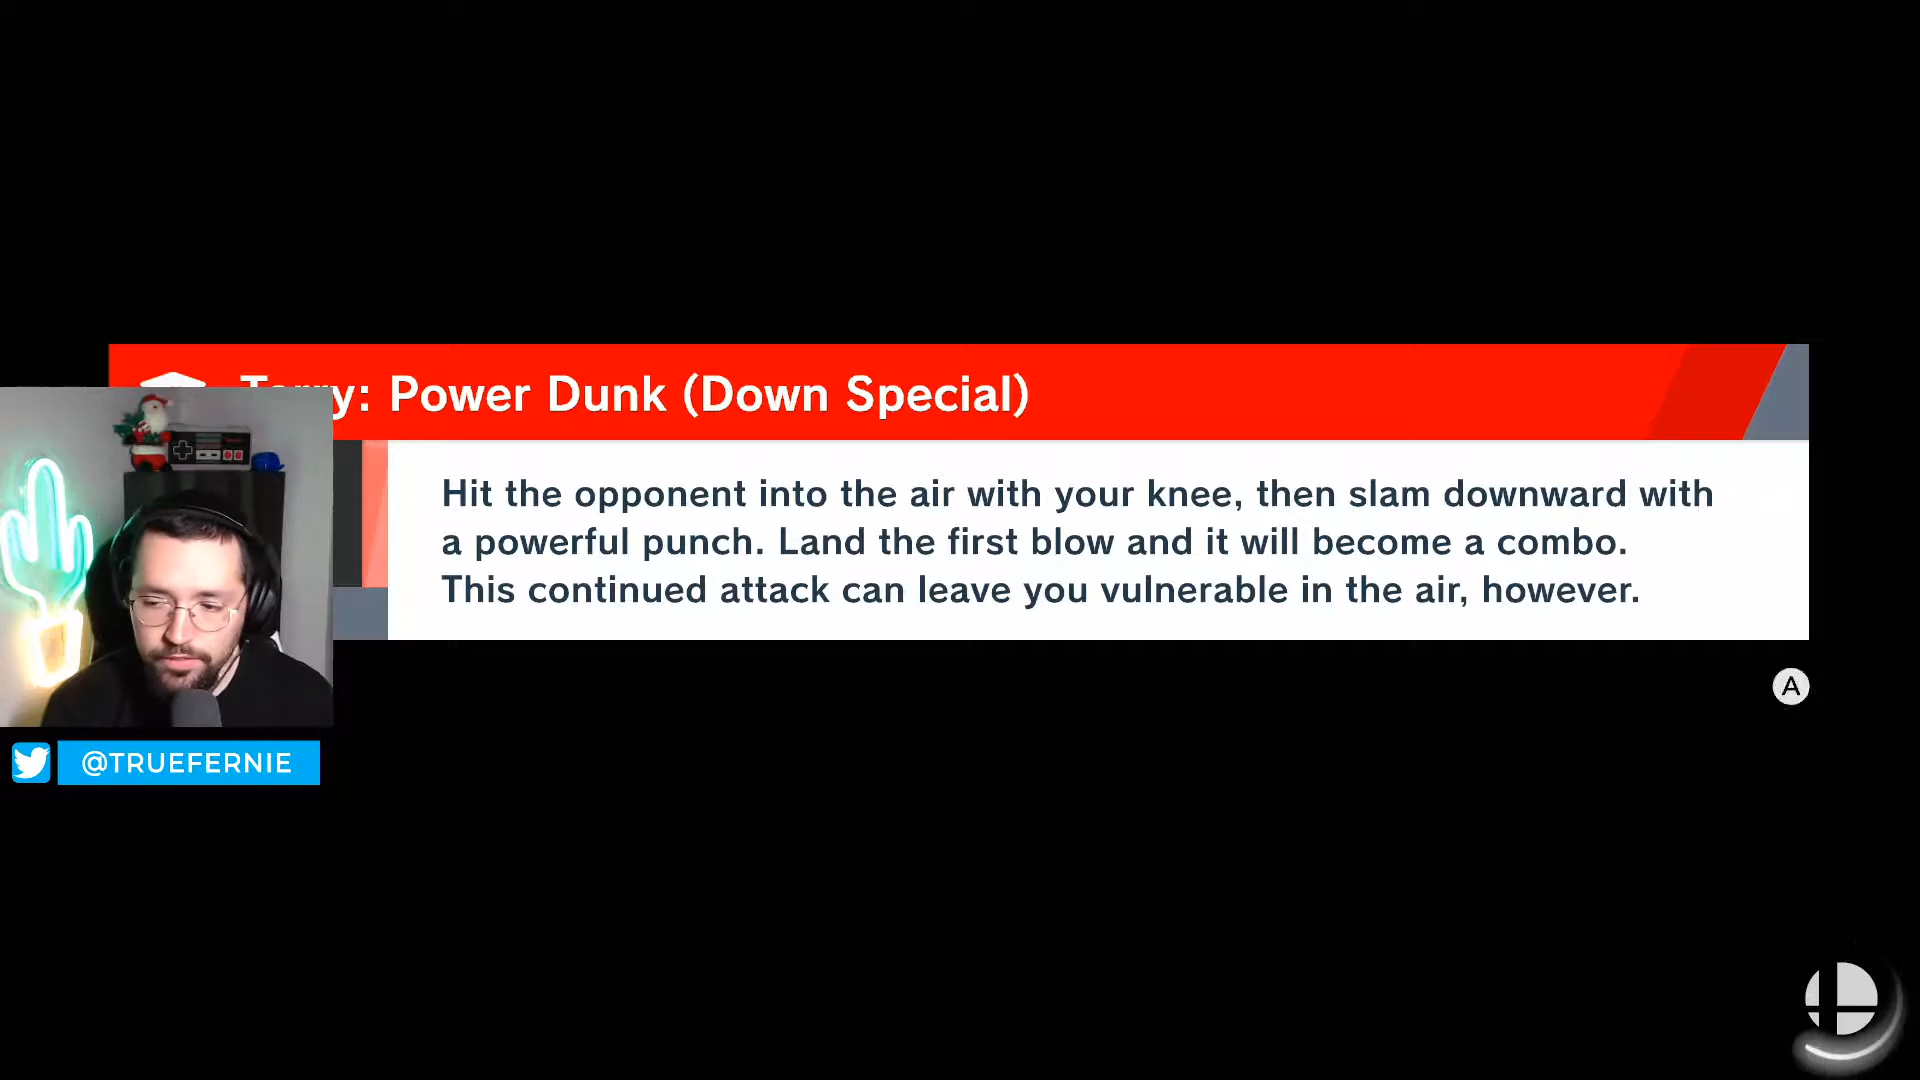 Terry: Power Dunk (Down Special)
Hit the opponent into the air with your knee, then slam downward with
a powerful punch. Land the first blow and it will become a combo.
This continued attack can leave you vulnerable in the air, however.
A
@TRUEFERNIE